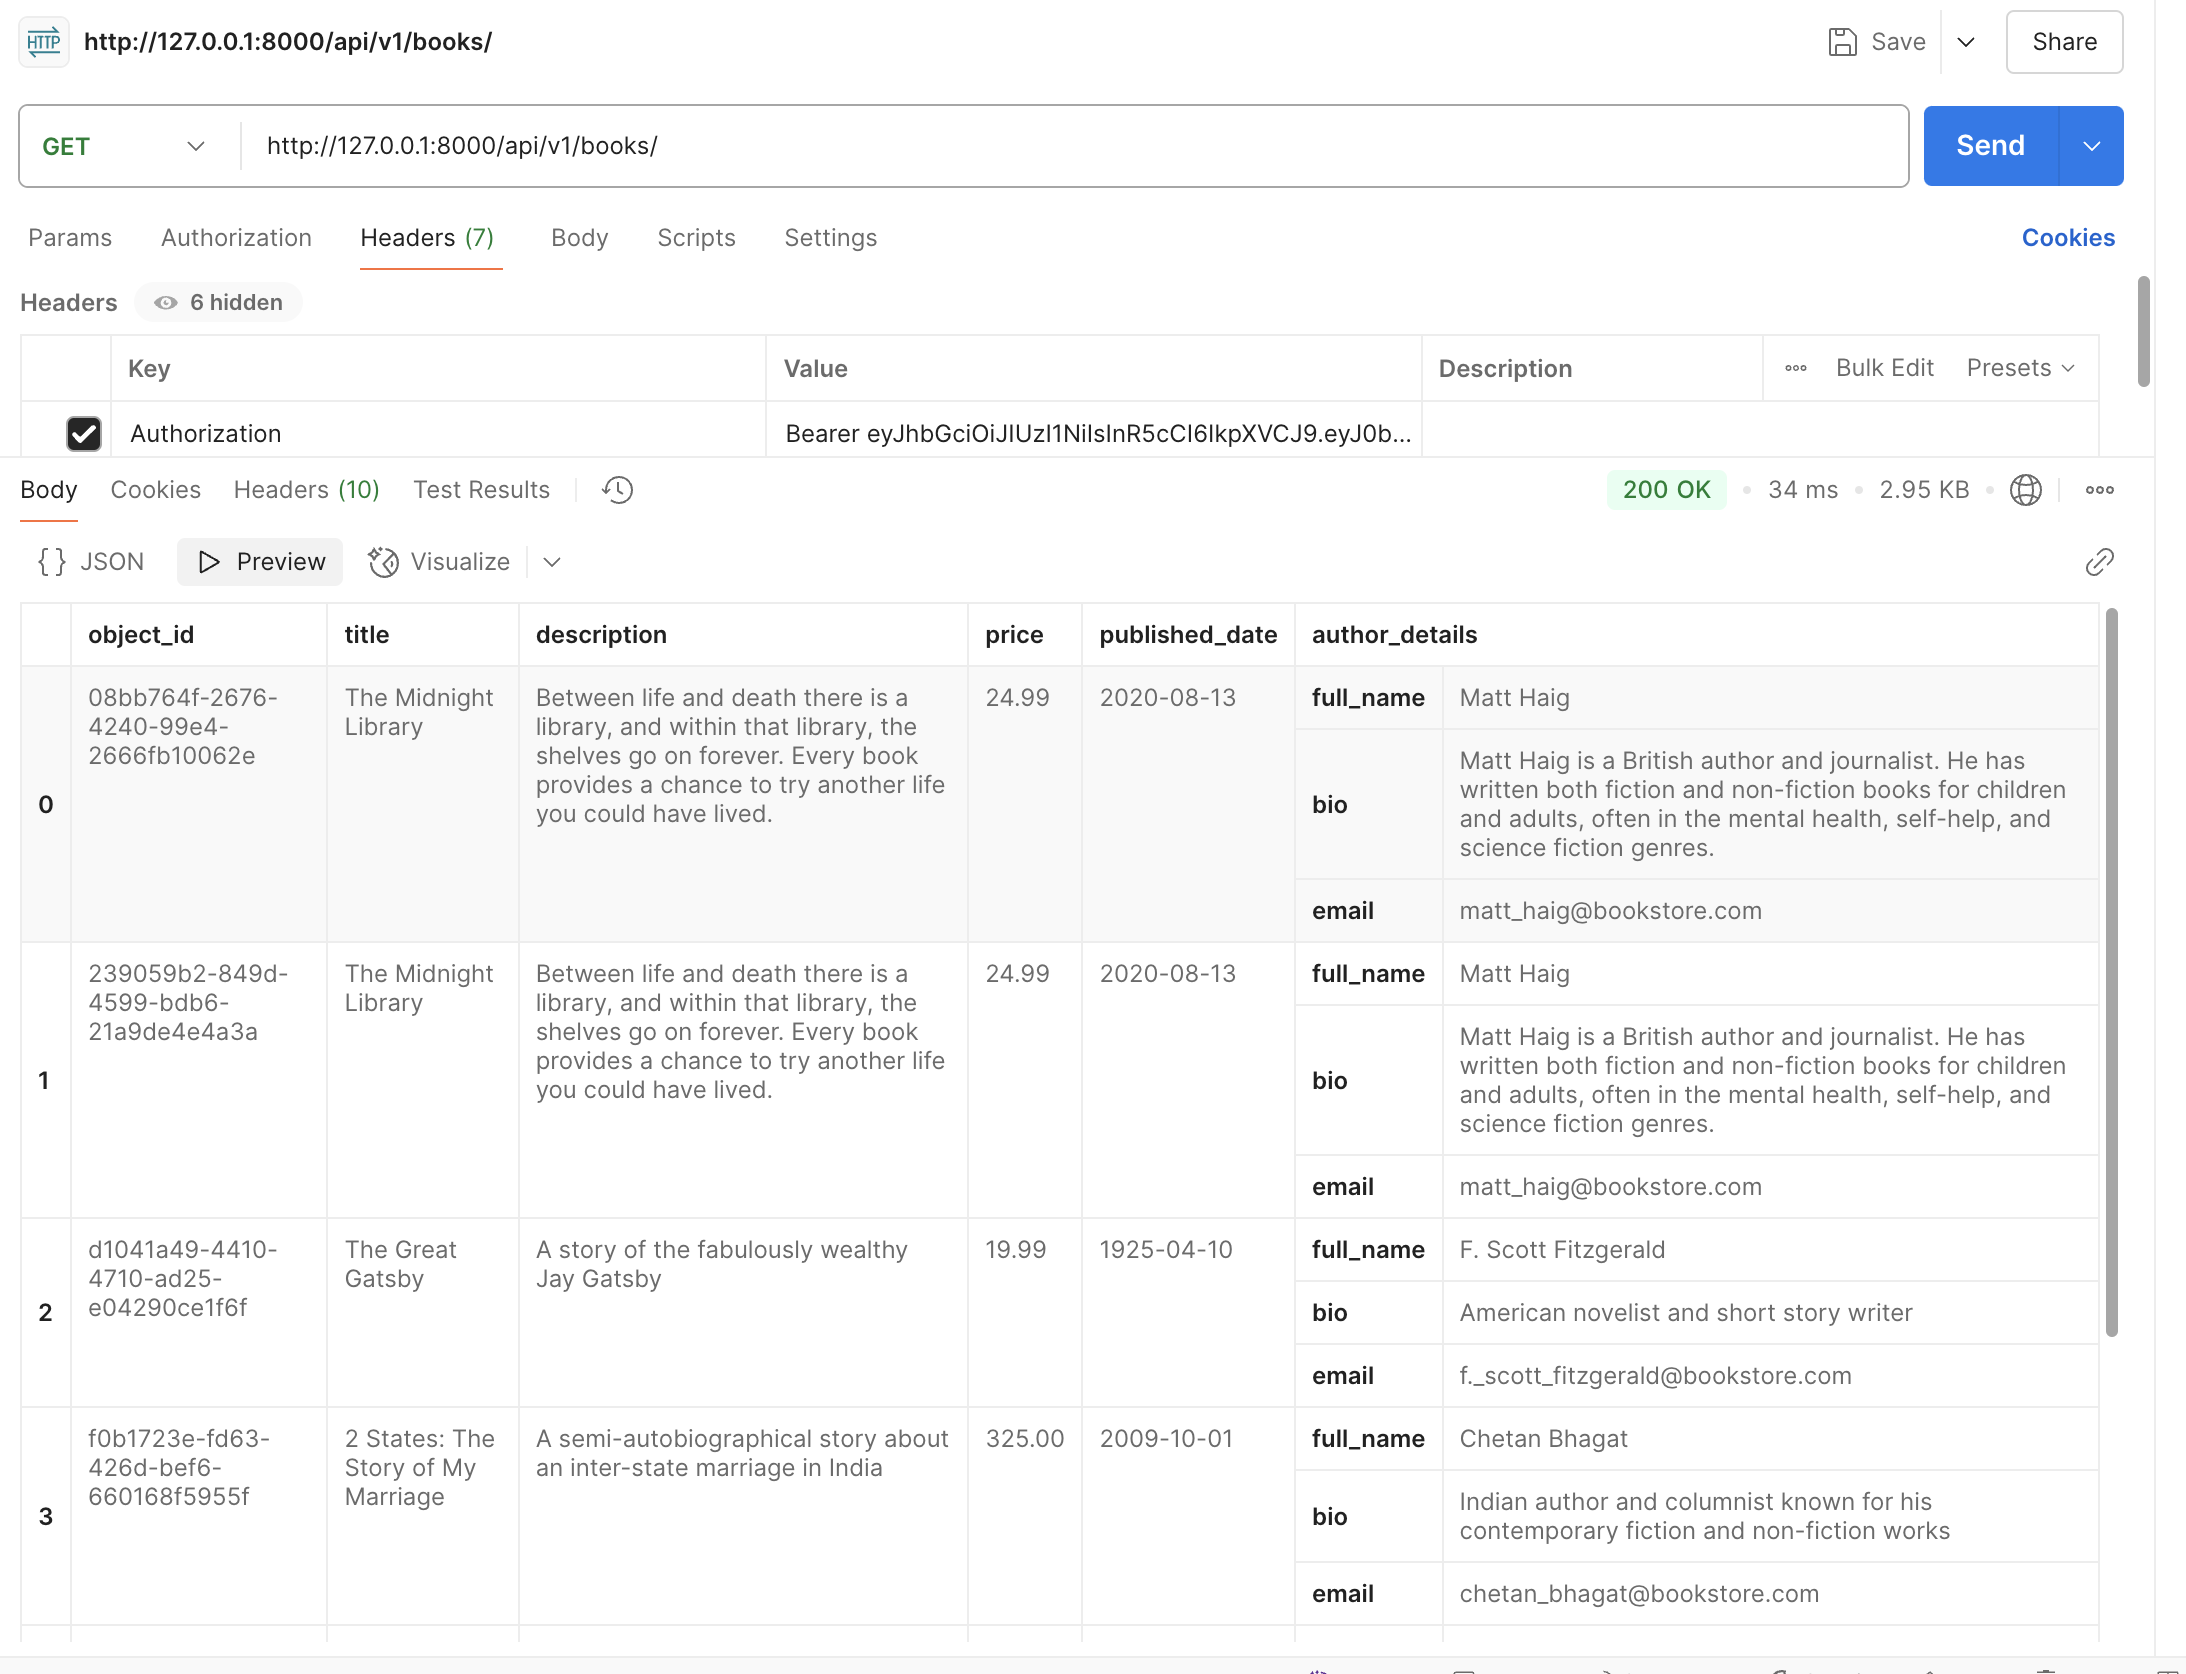 HTTP http://127.0.0.1:8000/api/v1/books/ Save Share
GET http://127.0.0.1:8000/api/v1/books/ Send
Params Authorization Headers (7) Body Scripts Settings Cookies
Headers 6 hidden
Key Value Description Bulk Edit Presets
Authorization Bearer eyJhbGciOiJIUzI1NiIsInR5cCI6IkpXVCJ9.eyJ0b...
Body Cookies Headers (10) Test Results 200 OK 34 ms 2.95 KB
{} JSON Preview Visualize
object_id title description price published_date author_details
0
08bb764f-2676-
4240-99e4-
2666fb10062e
The Midnight
Library
Between life and death there is a
library, and within that library, the
shelves go on forever. Every book
provides a chance to try another life
you could have lived.
24.99
2020-08-13
full_name Matt Haig
bio
Matt Haig is a British author and journalist. He has
written both fiction and non-fiction books for children
and adults, often in the mental health, self-help, and
science fiction genres.
email matt_haig@bookstore.com
1
239059b2-849d-
4599-bdb6-
21a9de4e4a3a
The Midnight
Library
Between life and death there is a
library, and within that library, the
shelves go on forever. Every book
provides a chance to try another life
you could have lived.
24.99
2020-08-13
full_name Matt Haig
bio
Matt Haig is a British author and journalist. He has
written both fiction and non-fiction books for children
and adults, often in the mental health, self-help, and
science fiction genres.
email matt_haig@bookstore.com
2
d1041a49-4410-
4710-ad25-
e04290ce1f6f
The Great
Gatsby
A story of the fabulously wealthy
Jay Gatsby
19.99
1925-04-10
full_name F. Scott Fitzgerald
bio American novelist and short story writer
email f._scott_fitzgerald@bookstore.com
3
f0b1723e-fd63-
426d-bef6-
660168f5955f
2 States: The
Story of My
Marriage
A semi-autobiographical story about
an inter-state marriage in India
325.00
2009-10-01
full_name Chetan Bhagat
bio
Indian author and columnist known for his
contemporary fiction and non-fiction works
email chetan_bhagat@bookstore.com